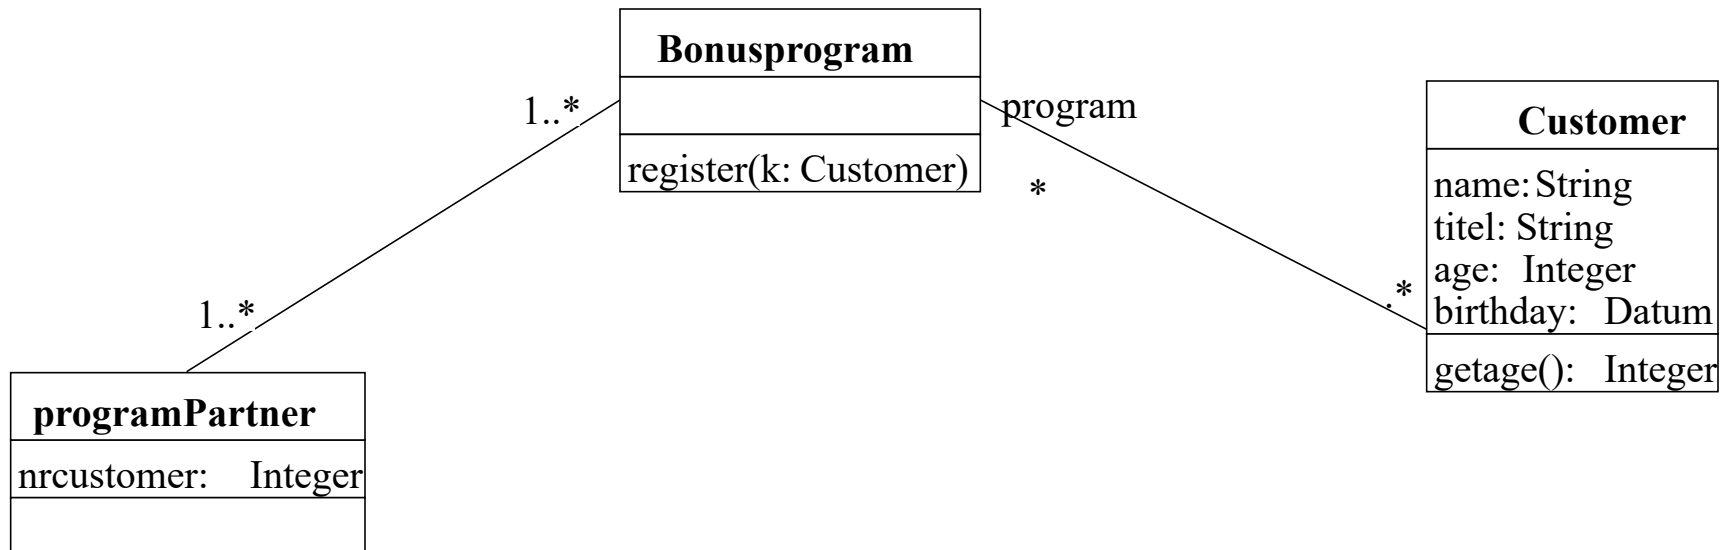 Bonusprogram
1..*
program
Customer
register(k: Customer)
*
name: String
titel: String
age: Integer
.*
birthday: Datum
1..*
getage(): Integer
programPartner
nrcustomer: Integer